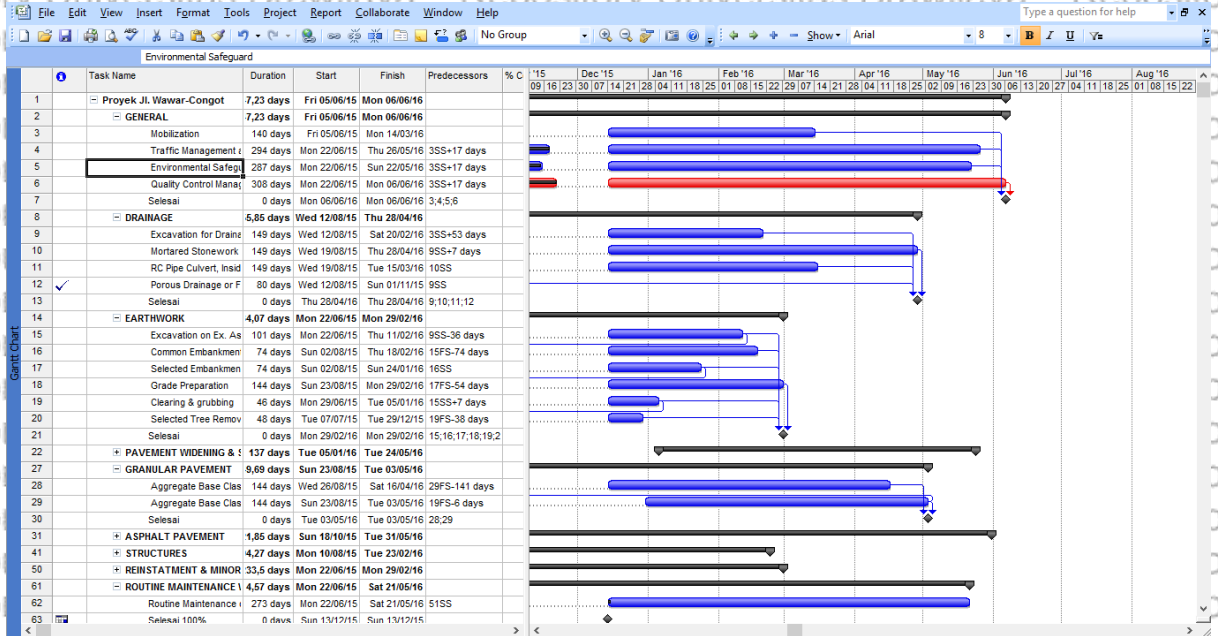 File Edit View Insert Format Tools Project Report Collaborate Window Help Type a question for help
No Group Show Arial 8 B I U
Environmental Safeguard
Task Name Duration Start Finish Predecessors % C '15 Dec '15 Jan '16 Feb '16 Mar '16 Apr '16 May '16 Jun '16 Jul '16 Aug '16
09 16 23 30 07 14 21 28 04 11 18 25 01 08 15 22 29 07 14 21 28 04 11 18 25 02 09 16 23 30 06 13 20 27 04 11 18 25 01 08 15 22
1 Proyek Jl. Wawar-Congot 7,23 days Fri 05/06/15 Mon 06/06/16
2 GENERAL 7,23 days Fri 05/06/15 Mon 06/06/16
3 Mobilization 140 days Fri 05/06/15 Mon 14/03/16
4 Traffic Management 294 days Mon 22/06/15 Thu 26/05/16 3SS+17 days
5 Environmental Safegu 287 days Mon 22/06/15 Sun 22/05/16 3SS+17 days
6 Quality Control Manag 308 days Mon 22/06/15 Mon 06/06/16 3SS+17 days
7 Selesai 0 days Mon 06/06/16 Mon 06/06/16 3;4;5;6
8 DRAINAGE 5,85 days Wed 12/08/15 Thu 28/04/16
9 Excavation for Draina 149 days Wed 12/08/15 Sat 20/02/16 3SS+53 days
10 Mortared Stonework 149 days Wed 19/08/15 Thu 28/04/16 9SS+7 days
11 RC Pipe Culvert, Insid 149 days Wed 19/08/15 Tue 15/03/16 10SS
12 Porous Drainage or F 80 days Wed 12/08/15 Sun 01/11/15 9SS
13 Selesai 0 days Thu 28/04/16 Thu 28/04/16 9;10;11;12
14 EARTHWORK 4,07 days Mon 22/06/15 Mon 29/02/16
15 Excavation on Ex. As 101 days Mon 22/06/15 Thu 11/02/16 9SS-36 days
16 Common Embankmen 74 days Sun 02/08/15 Thu 18/02/16 15FS-74 days
17 Selected Embankmen 74 days Sun 02/08/15 Sun 24/01/16 16SS
18 Grade Preparation 144 days Sun 23/08/15 Mon 29/02/16 17FS-54 days
19 Clearing & grubbing 46 days Mon 29/06/15 Tue 05/01/16 15SS+7 days
20 Selected Tree Remov 48 days Tue 07/07/15 Tue 29/12/15 19FS-38 days
21 Selesai 0 days Mon 29/02/16 Mon 29/02/16 15;16;17;18;19;2
22 PAVEMENT WIDENING & S 137 days Tue 05/01/16 Tue 24/05/16
27 GRANULAR PAVEMENT 9,69 days Sun 23/08/15 Tue 03/05/16
28 Aggregate Base Clas 144 days Wed 26/08/15 Sat 16/04/16 29FS-141 days
29 Aggregate Base Clas 144 days Sun 23/08/15 Tue 03/05/16 19FS-6 days
30 Selesai 0 days Tue 03/05/16 Tue 03/05/16 28;29
31 ASPHALT PAVEMENT 1,85 days Sun 18/10/15 Tue 31/05/16
41 STRUCTURES 04,27 days Mon 10/08/15 Tue 23/02/16
50 REINSTATMENT & MINOR 33,5 days Mon 22/06/15 Mon 29/02/16
61 ROUTINE MAINTENANCE 4,57 days Mon 22/06/15 Sat 21/05/16
62 Routine Maintenance 273 days Mon 22/06/15 Sat 21/05/16 51SS
63 Selesai 100% 0 days Sun 13/12/15 Sun 13/12/15
Gantt Chart